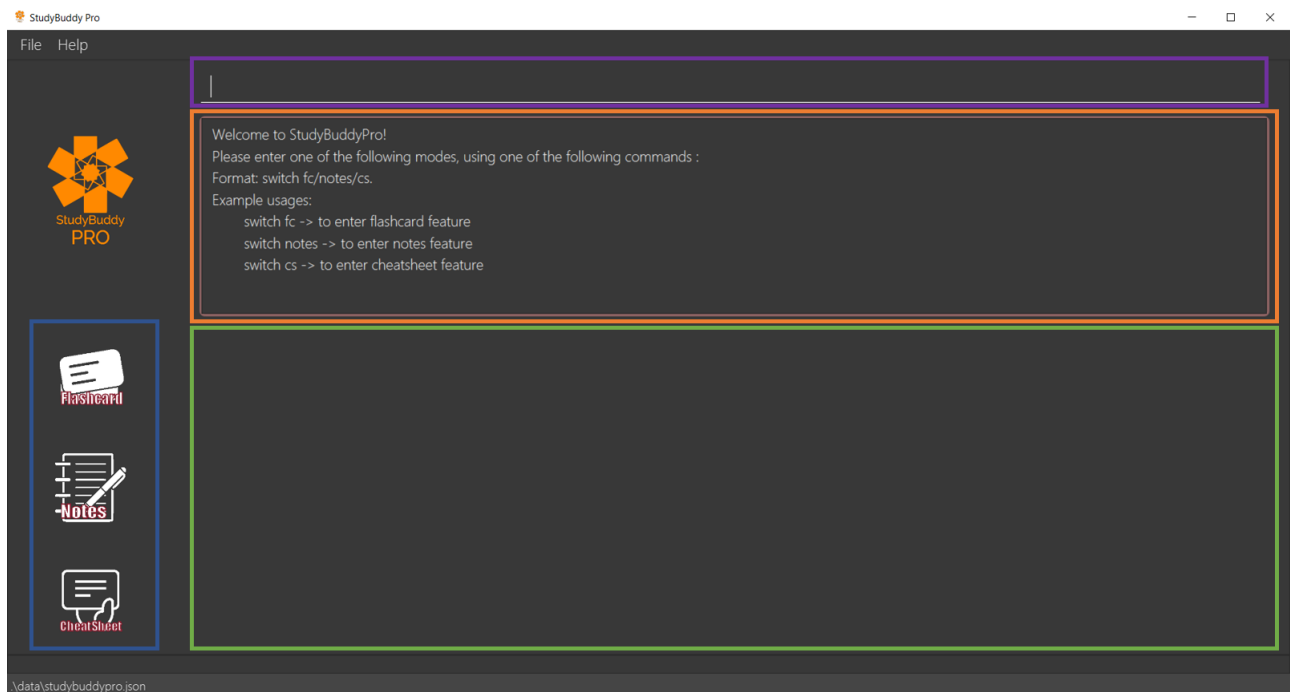 StudyBuddy Pro
File Help
Welcome to StudyBuddyPro!
Please enter one of the following modes, using one of the following commands :
Format: switch fc/notes/cs.
Example usages:
switch fc -> to enter flashcard feature
switch notes -> to enter notes feature
switch cs -> to enter cheatsheet feature
StudyBuddy
PRO
Flashcard
Notes
CheatSheet
\data\studybuddypro.json